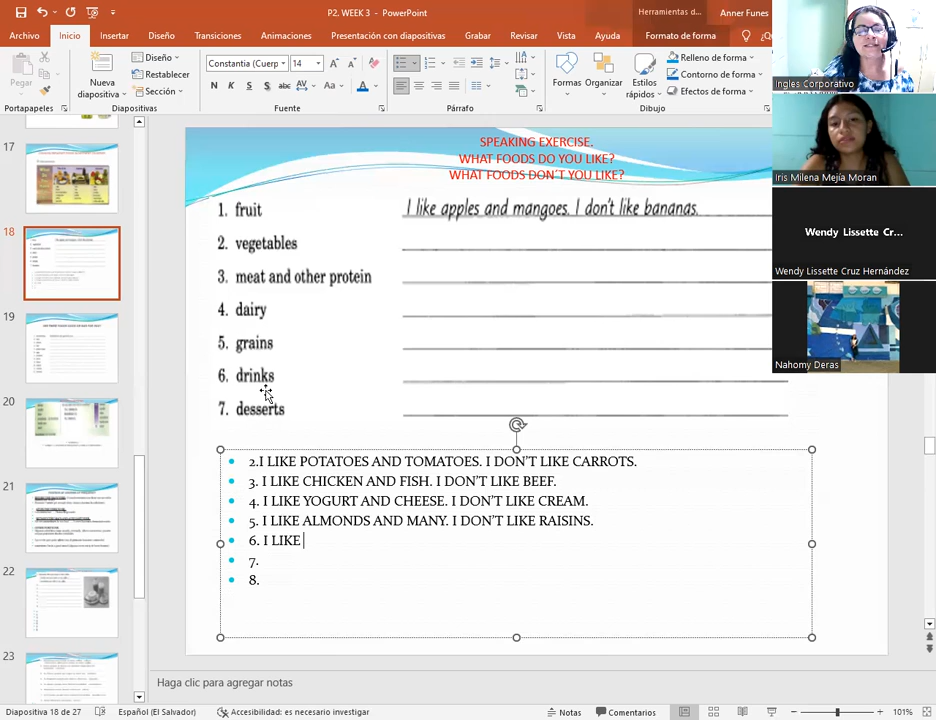 P2. WEEK 3 - PowerPoint
Herramientas d...
Anner Funes
Archivo Inicio Insertar Diseño Transiciones Animaciones Presentación con diapositivas Grabar Revisar Vista Ayuda Formato de forma
Pegar
Nueva diapositiva
Diseño
Restablecer
Sección
Constantia (Cuerp 14
N K S abc AV Aa A
Formas Organizar Estilos rápidos
Relleno de forma
Contorno de forma
Efectos de forma
Portapapeles Diapositivas Fuente Párrafo Dibujo
Ingles Corporativo
Iris Milena Mejía Moran
Wendy Lissette Cr...
Wendy Lissette Cruz Hernández
Nahomy Deras
17
18
19
20
21
22
23
SPEAKING EXERCISE.
WHAT FOODS DO YOU LIKE?
WHAT FOODS DON´T YOU LIKE?
1. fruit I like apples and mangoes. I don't like bananas.
2. vegetables
3. meat and other protein
4. dairy
5. grains
6. drinks
7. desserts
2.I LIKE POTATOES AND TOMATOES. I DON'T LIKE CARROTS.
3. I LIKE CHICKEN AND FISH. I DON'T LIKE BEEF.
4. I LIKE YOGURT AND CHEESE. I DON'T LIKE CREAM.
5. I LIKE ALMONDS AND MANY. I DON'T LIKE RAISINS.
6. I LIKE
7.
8.
Haga clic para agregar notas
Diapositiva 18 de 27 Español (El Salvador) Accesibilidad: es necesario investigar Notas Comentarios 101%